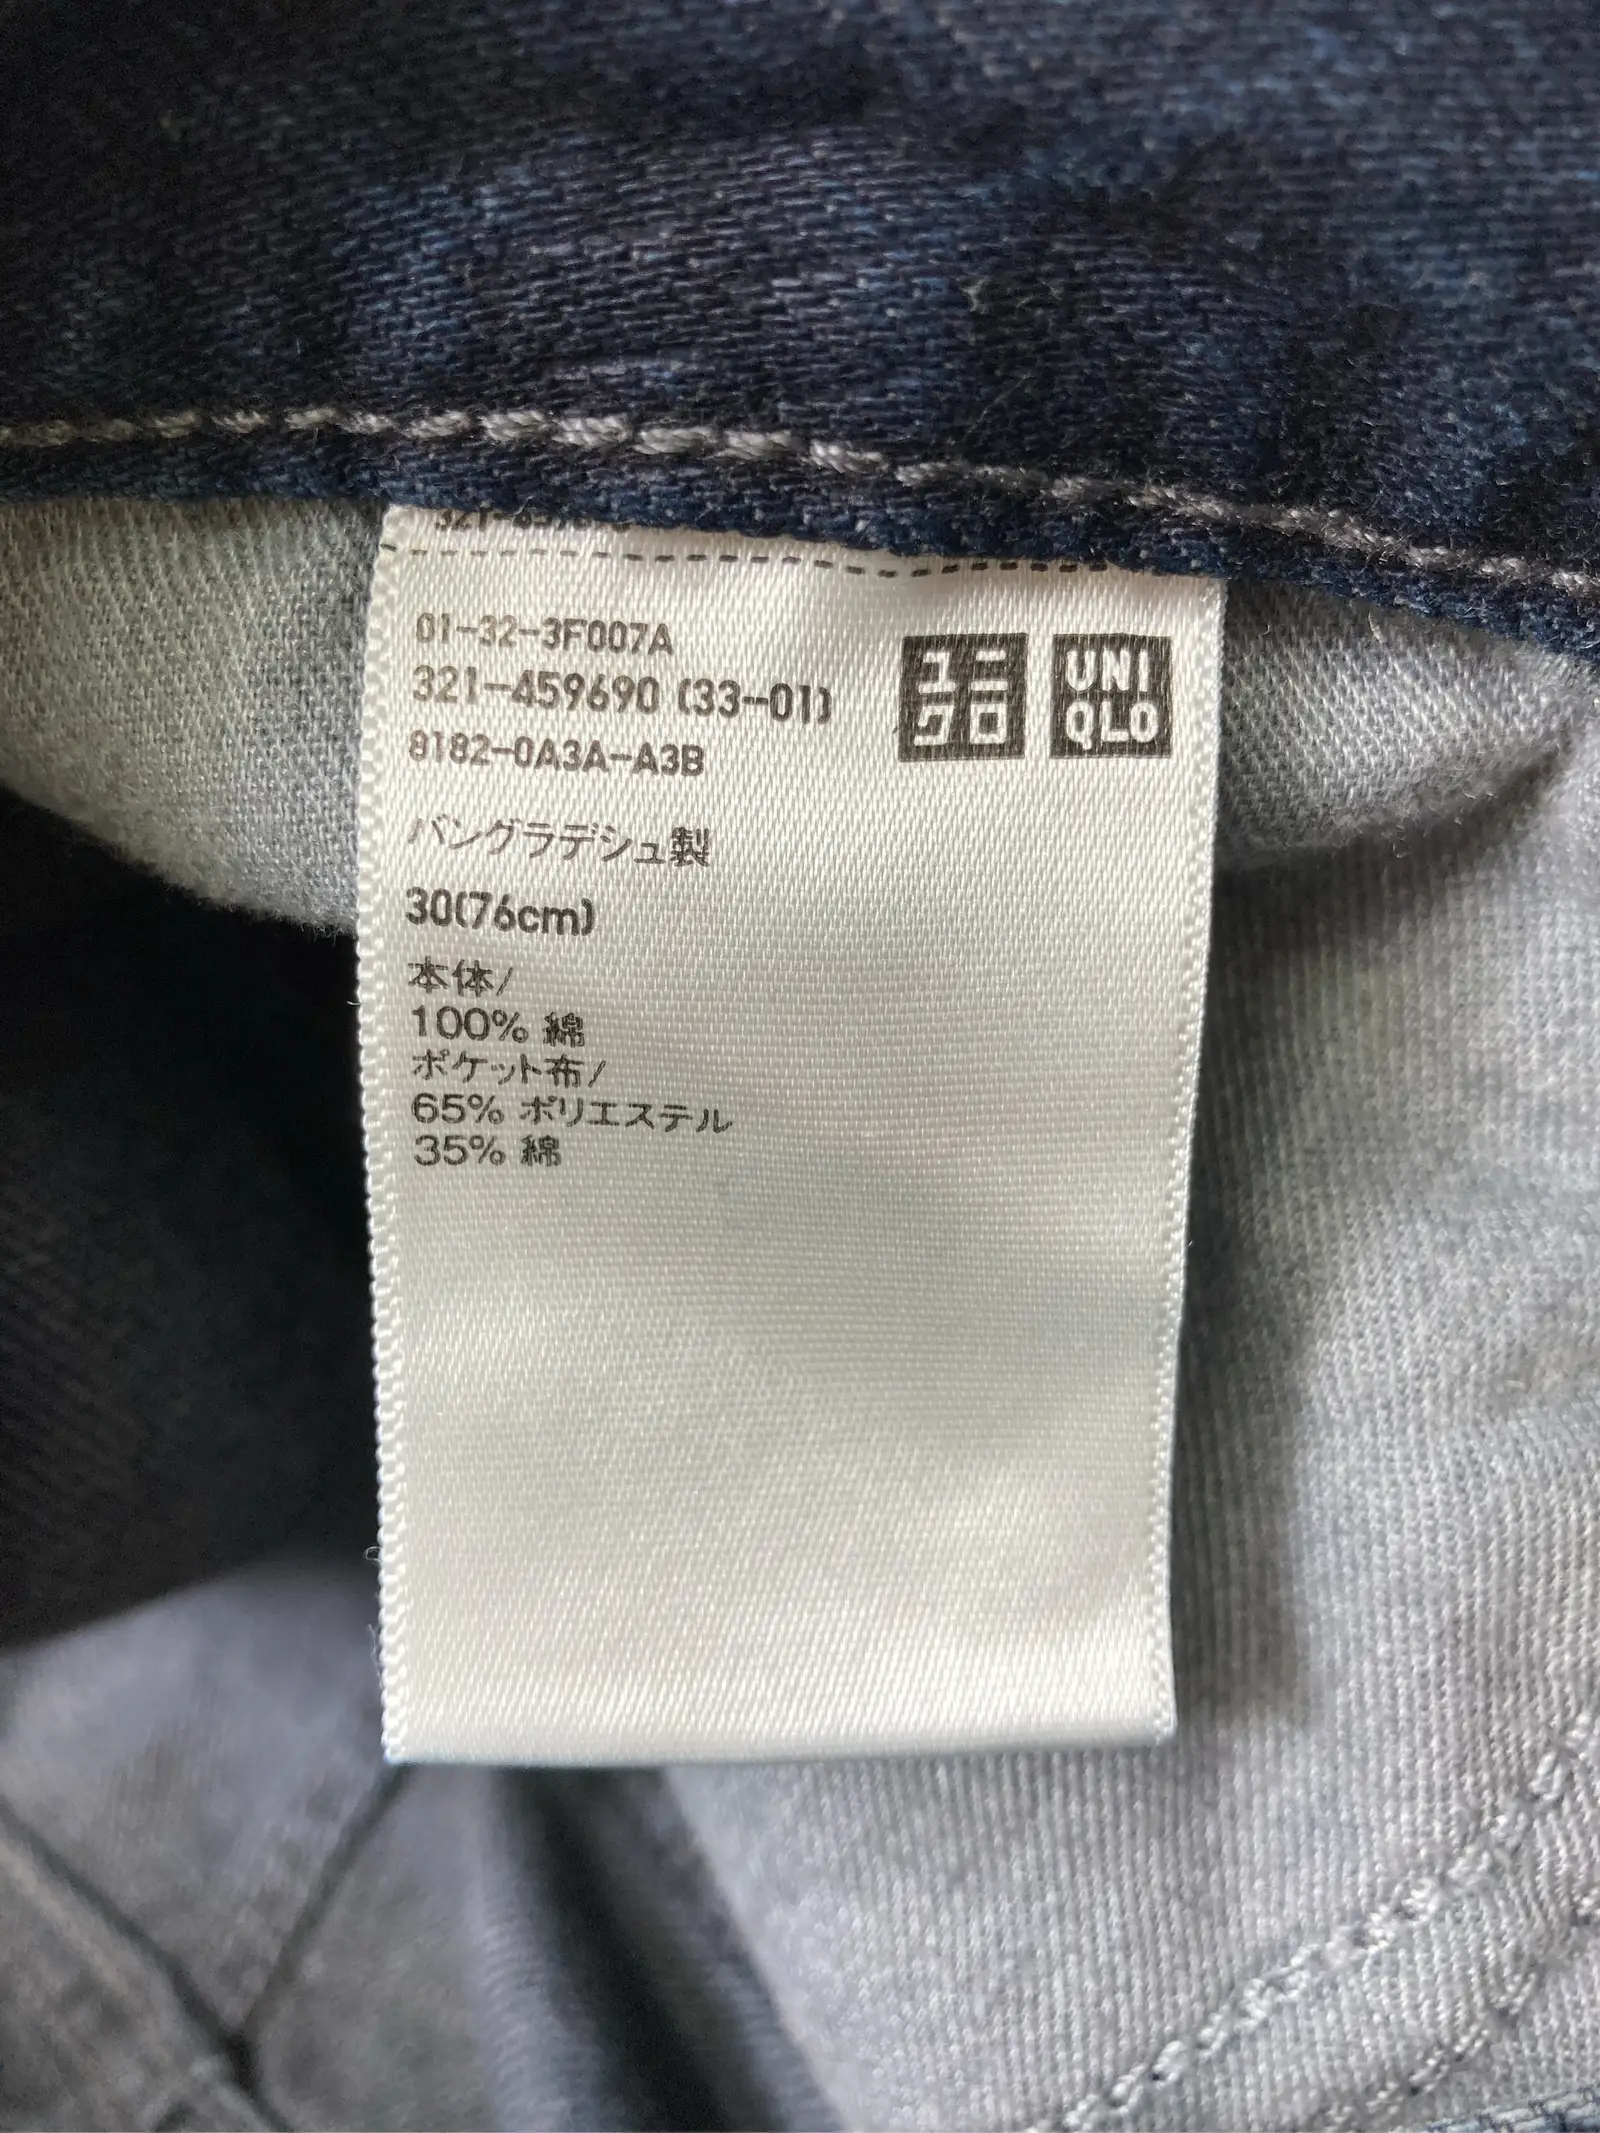 01-32-3F007A
321-459690 (33-01)
8182-0A3A-A3B
ユニクロ
UNIQLO
バングラデシュ製
30(76cm)
本体/
100% 綿
ポケット布/
65% ポリエステル
35% 綿